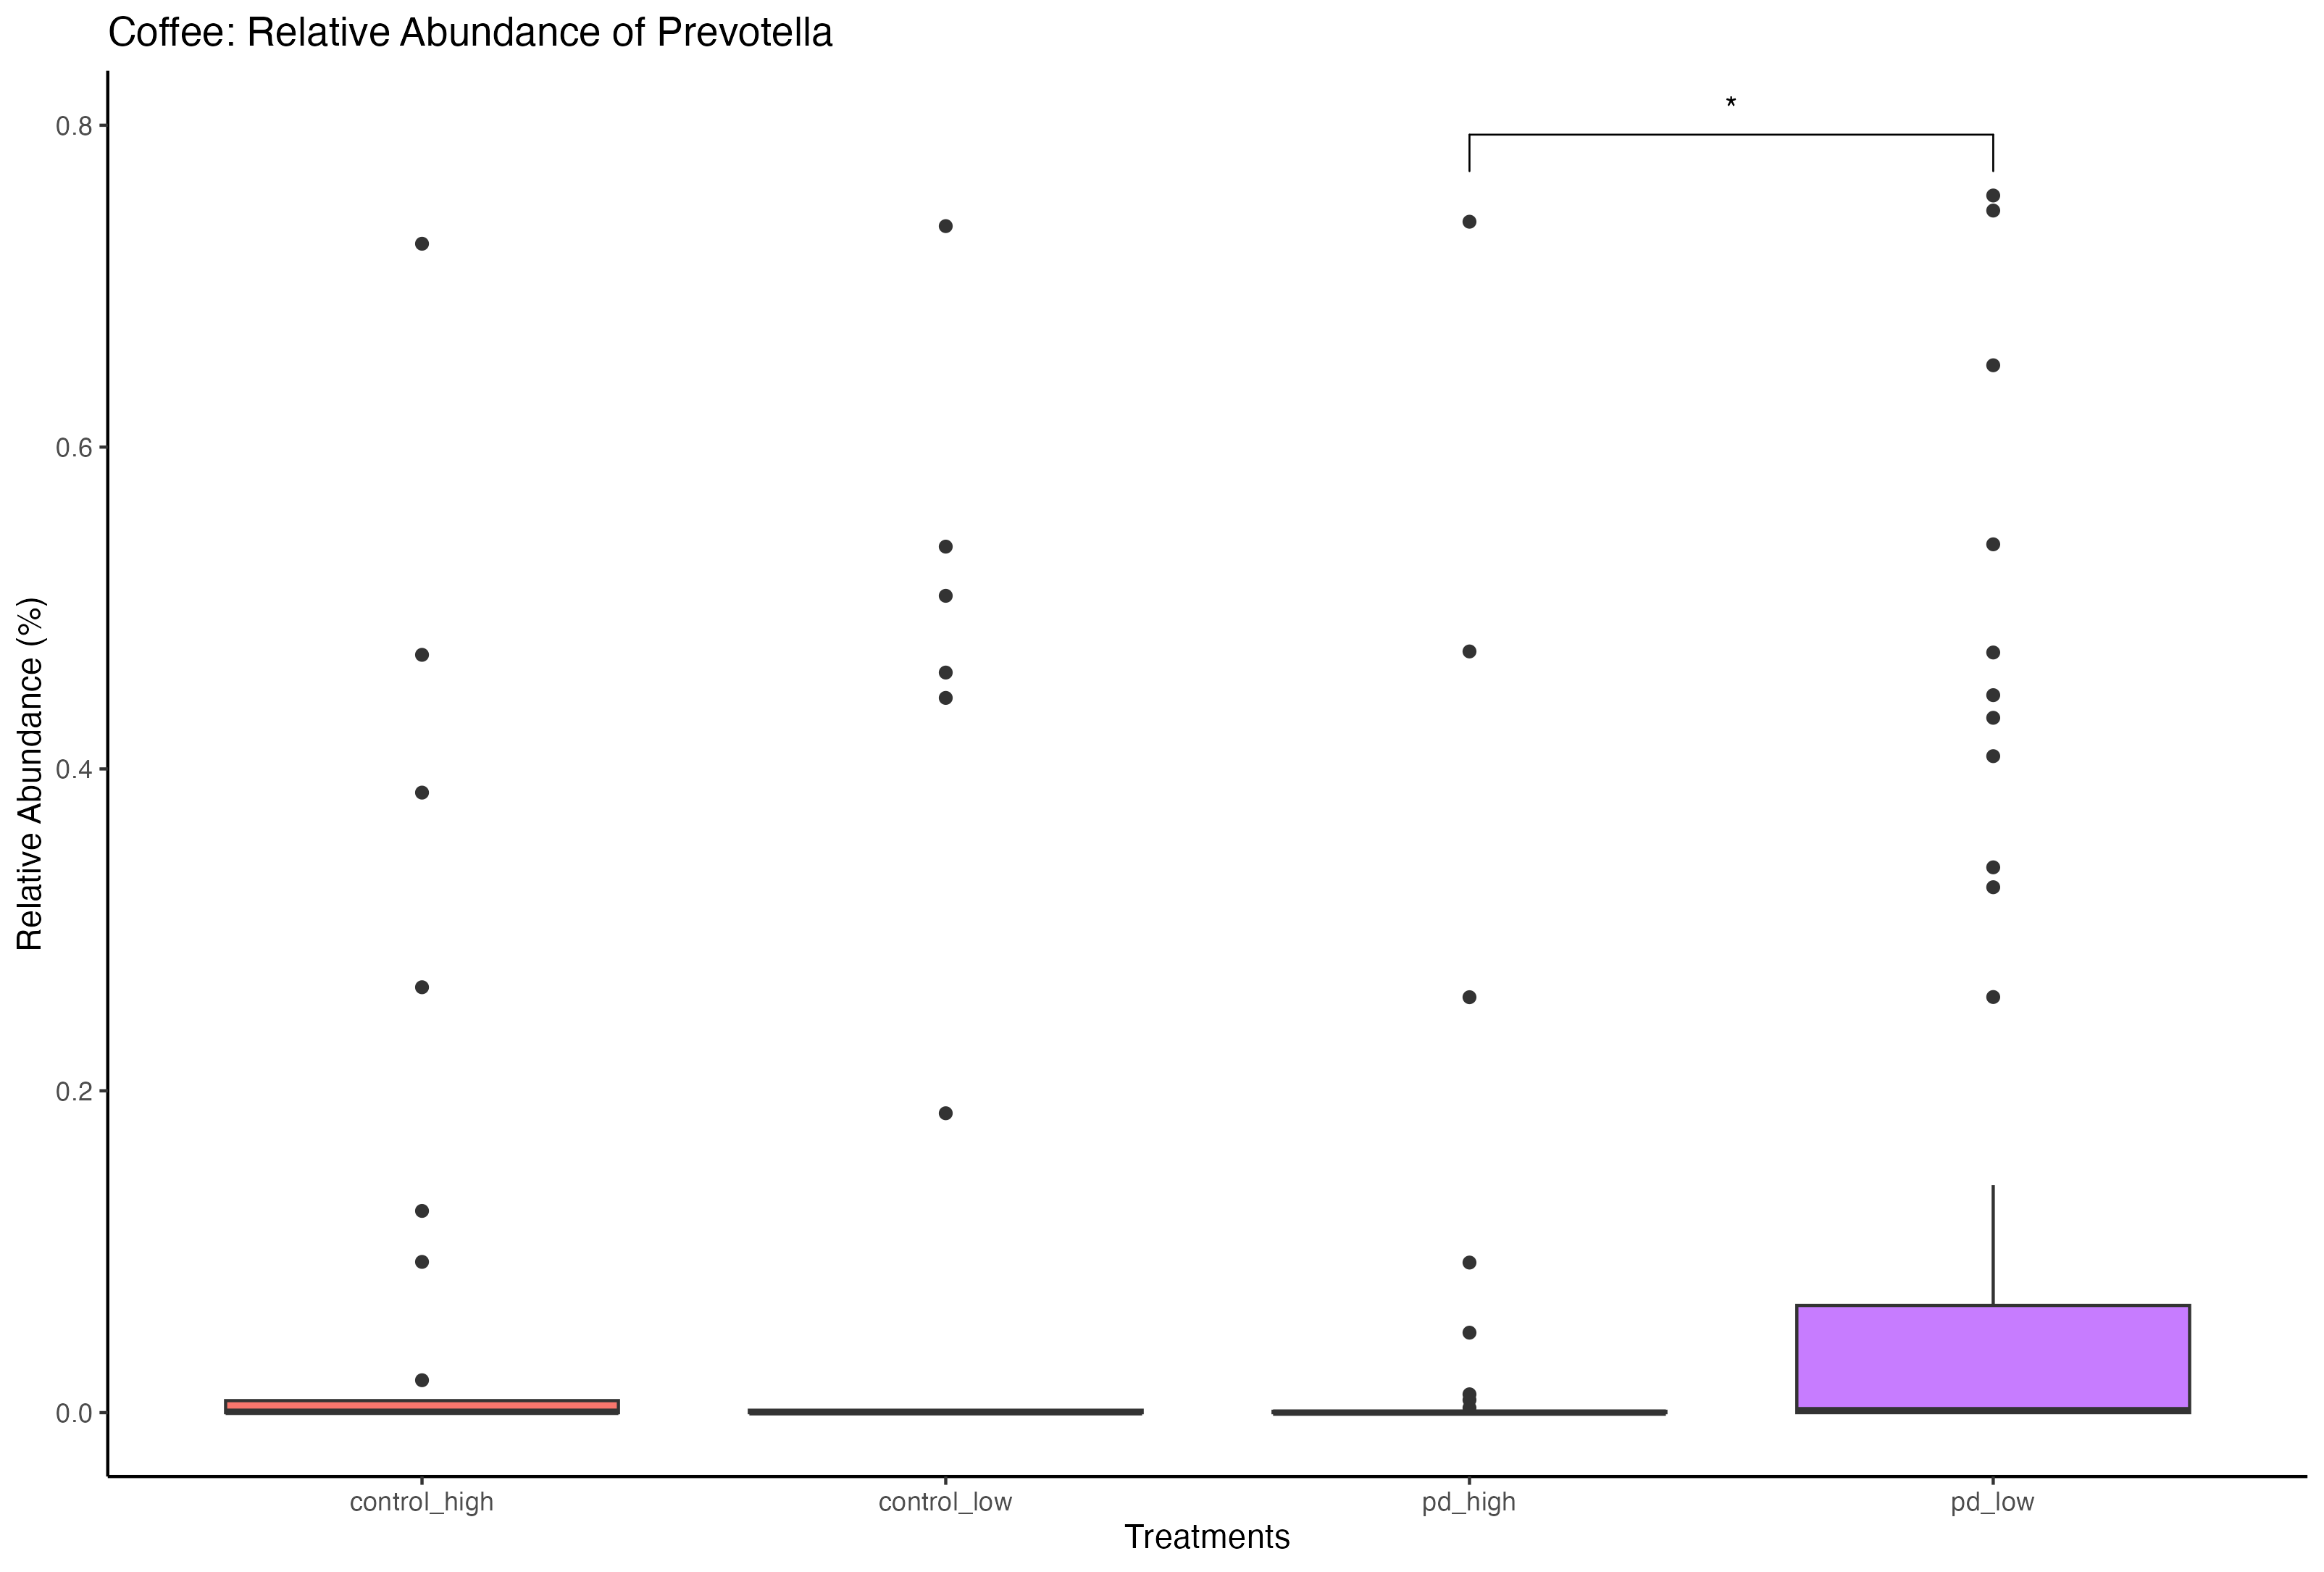 Coffee: Relative Abundance of Prevotella
*
0.8
0.6
0.4
0.2
0.0
Relative Abundance (%)
control_high
control_low
pd_high
pd_low
Treatments